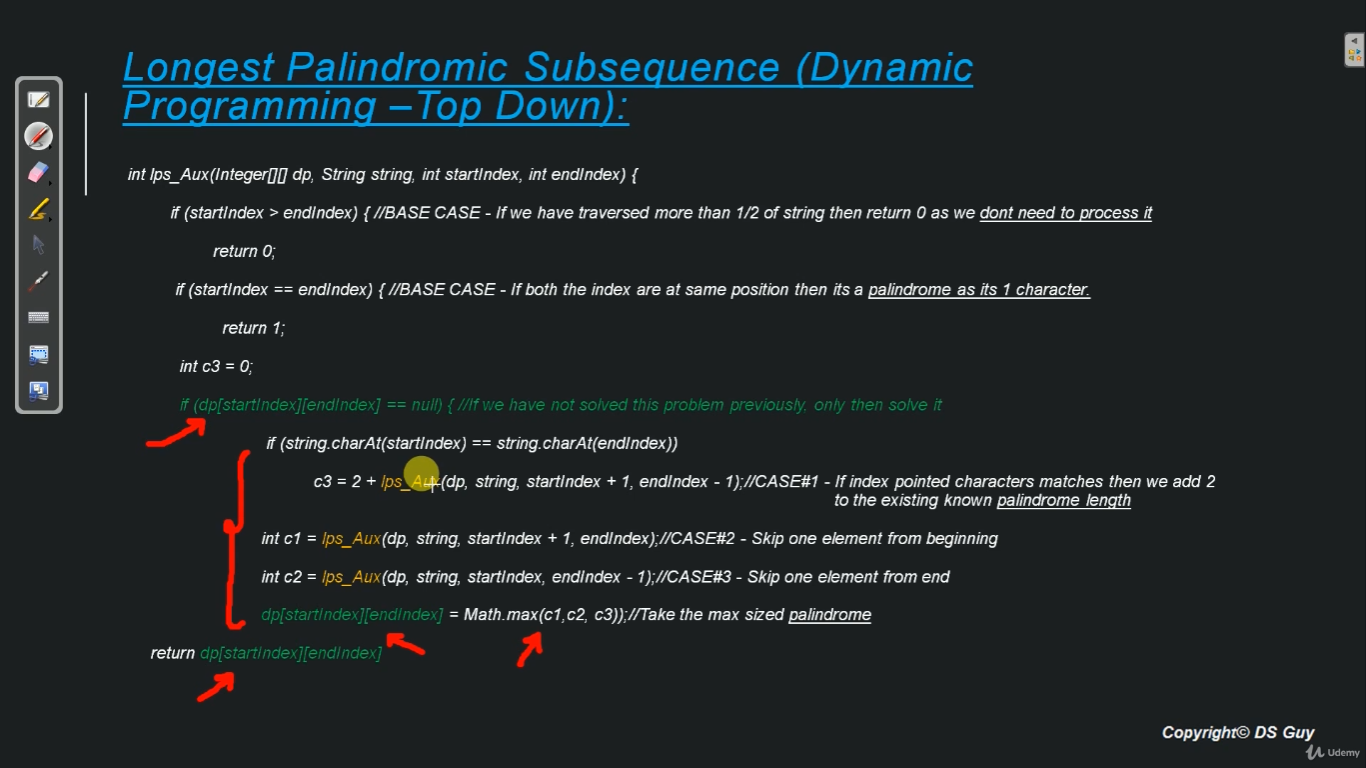 Longest Palindromic Subsequence (Dynamic
Programming –Top Down):
int lps_Aux(Integer[][] dp, String string, int startIndex, int endIndex) {
if (startIndex > endIndex) { //BASE CASE - If we have traversed more than 1/2 of string then return 0 as we dont need to process it
return 0;
if (startIndex == endIndex) { //BASE CASE - If both the index are at same position then its a palindrome as its 1 character.
return 1;
int c3 = 0;
if (dp[startIndex][endIndex] == null) { //If we have not solved this problem previously, only then solve it
if (string.charAt(startIndex) == string.charAt(endIndex))
c3 = 2 + lps_Aux(dp, string, startIndex + 1, endIndex - 1);//CASE#1 - If index pointed characters matches then we add 2
to the existing known palindrome length
int c1 = lps_Aux(dp, string, startIndex + 1, endIndex);//CASE#2 - Skip one element from beginning
int c2 = lps_Aux(dp, string, startIndex, endIndex - 1);//CASE#3 - Skip one element from end
dp[startIndex][endIndex] = Math.max(c1,c2, c3));//Take the max sized palindrome
return dp[startIndex][endIndex]
Copyright© DS Guy
Udemy